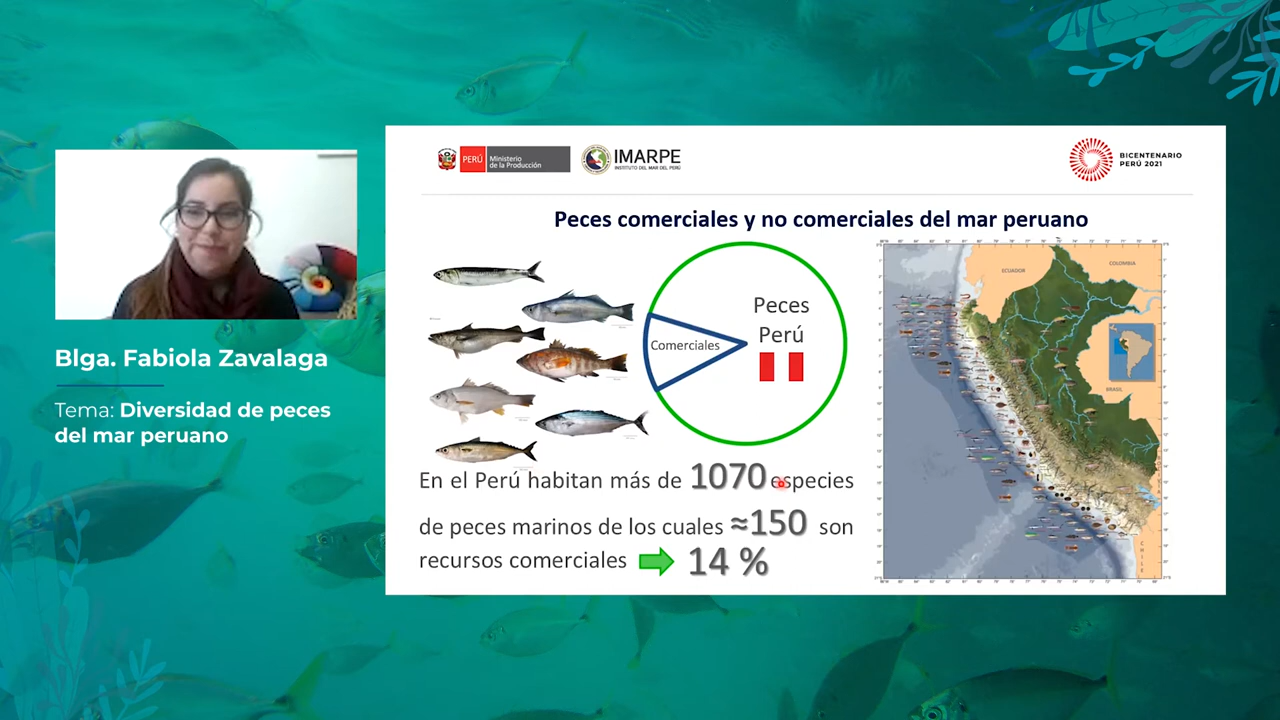 Blga. Fabiola Zavalaga
Tema: Diversidad de peces
del mar peruano
PERÚ
Ministerio
de la Producción
IMARPE
INSTITUTO DEL MAR DEL PERÚ
BICENTENARIO
PERÚ 2021
Peces comerciales y no comerciales del mar peruano
Peces
Perú
Comerciales
En el Perú habitan más de 1070 especies
de peces marinos de los cuales ≈150 son
recursos comerciales 14 %
ECUADOR
COLOMBIA
BRASIL
CHILE